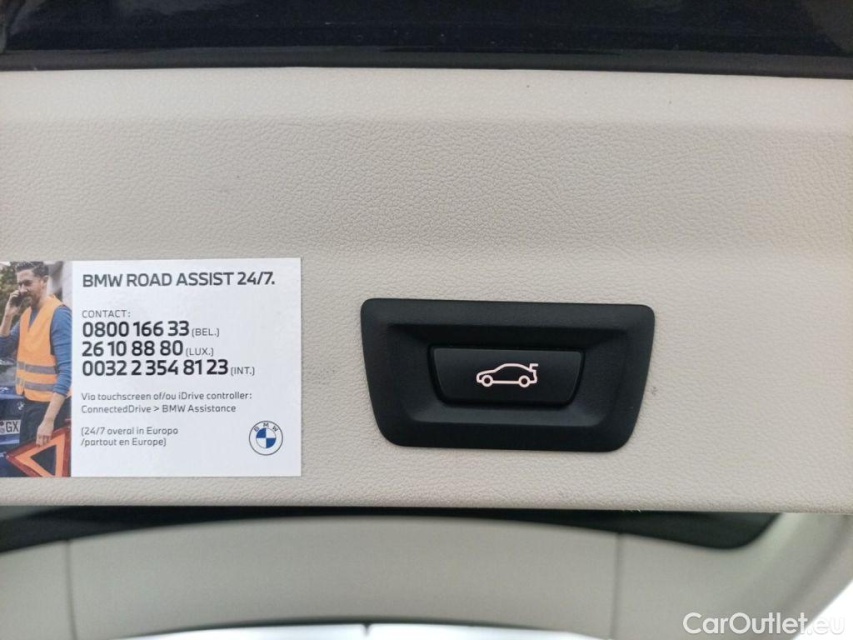 BMW ROAD ASSIST 24/7.
CONTACT:
0800 166 33 (BEL.)
26 10 88 80 (LUX.)
0032 2 354 81 23 (INT.)
Via touchscreen of/ou iDrive controller:
ConnectedDrive > BMW Assistance
(24/7 overal in Europa
/partout en Europe)
BMW
GX
CarOutlet.eu